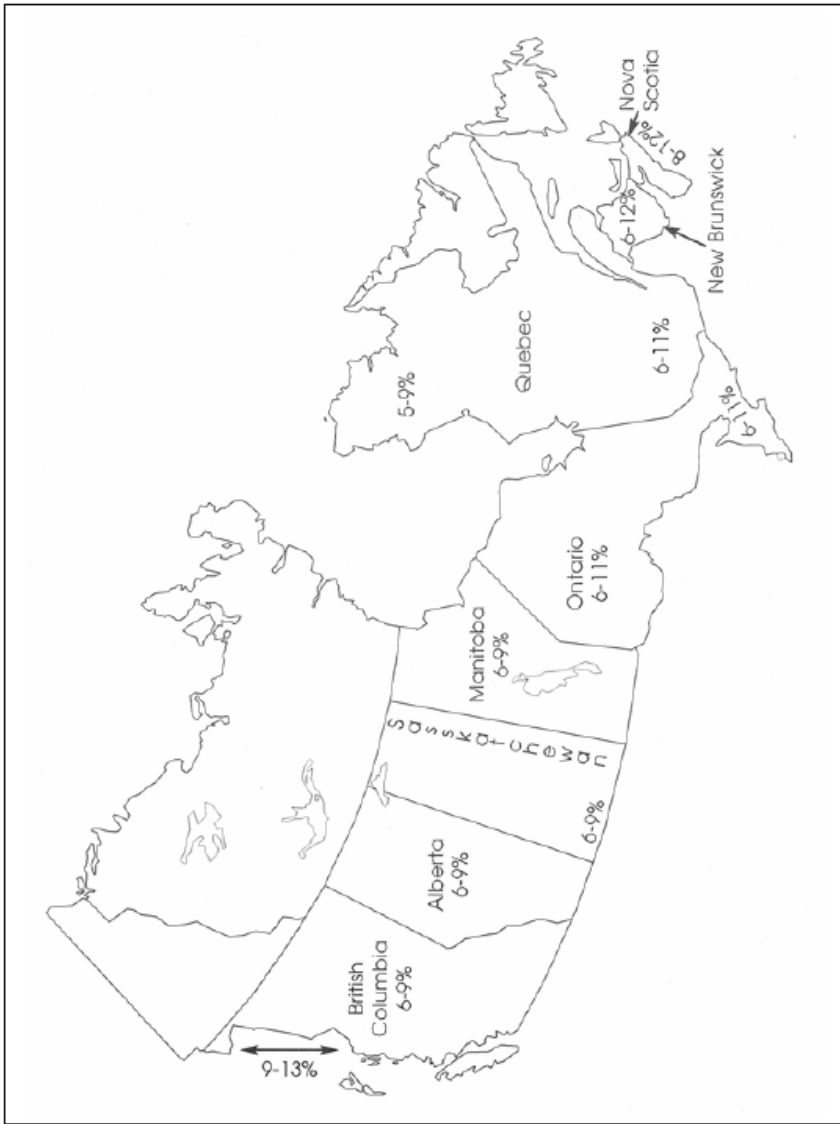 9-13%
British
Columbia
6-9%
Alberta
6-9%
S
a
s
s
k
a
t
c
h
e
w
a
n
6-9%
Manitoba
6-9%
Ontario
6-11%
6-11%
5-9%
Quebec
6-11%
6-12%
New Brunswick
8-12%
Nova
Scotia